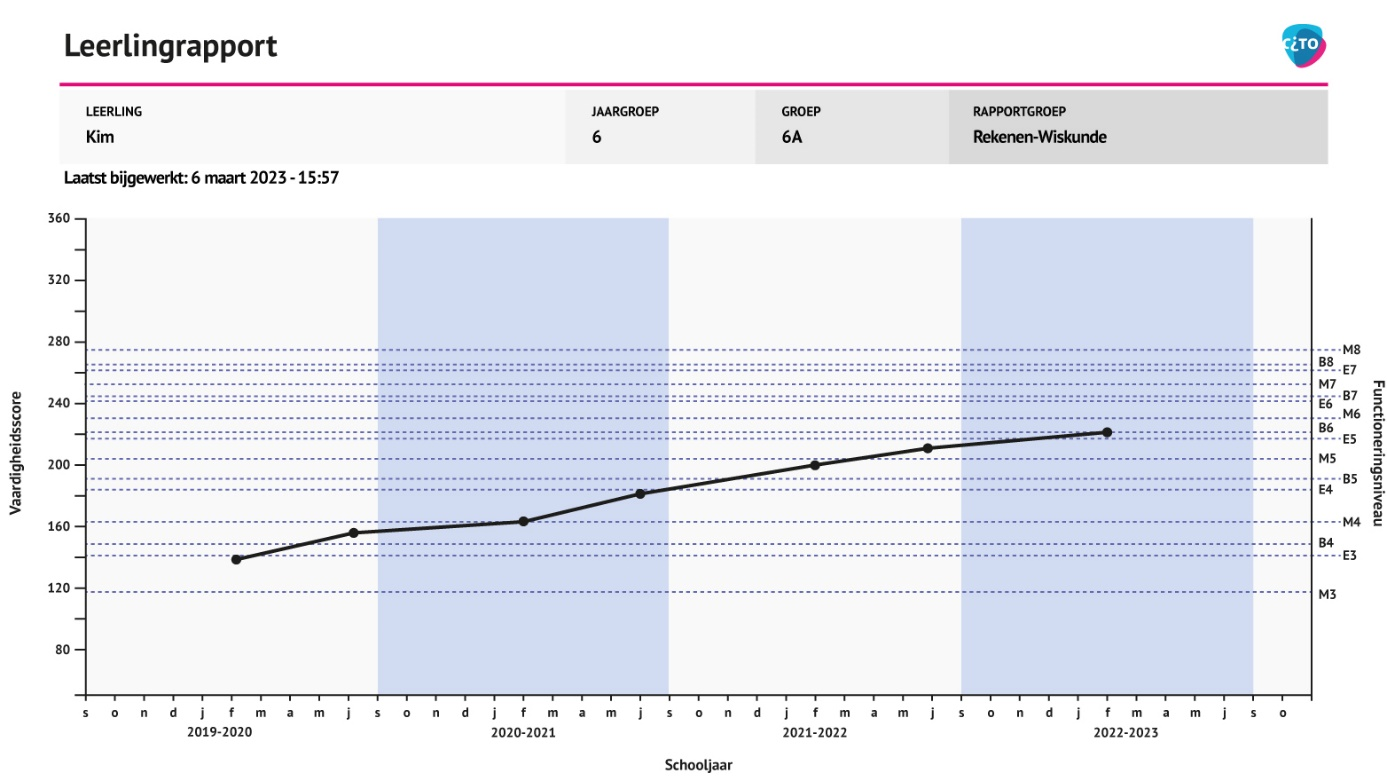 Leerlingrapport
CiTO
LEERLING JAARGROEP GROEP RAPPORTGROEP
Kim 6 6A Rekenen-Wiskunde
Laatst bijgewerkt: 6 maart 2023 - 15:57
Vaardigheidsscore
360
320
280
240
200
160
120
80
M8
B8
E7
M7
B7
E6
M6
B6
E5
M5
B5
E4
M4
B4
E3
M3
Functioneringsniveau
s o n d j f m a m j s o n d j f m a m j s o n d j f m a m j s o n d j f m a m j s o
2019-2020 2020-2021 2021-2022 2022-2023
Schooljaar